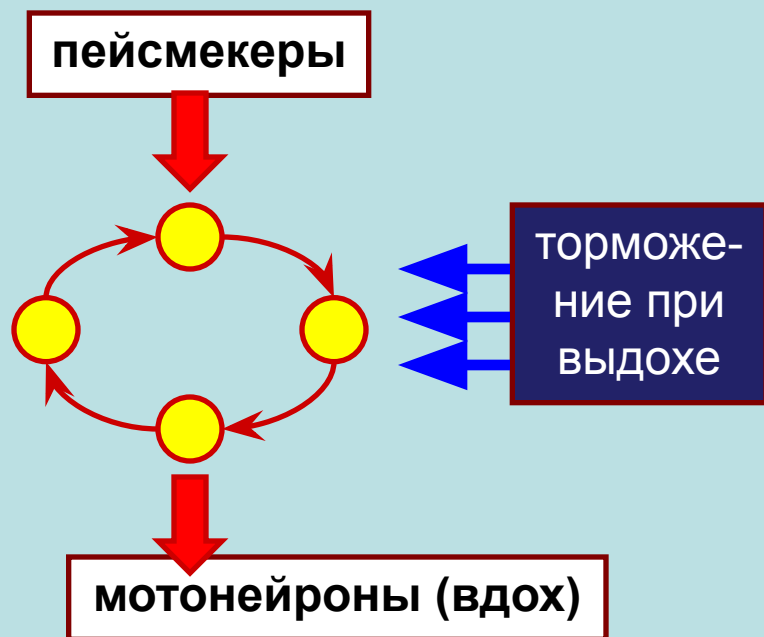 пейсмекеры
торможе-
ние при
выдохе
мотонейроны (вдох)